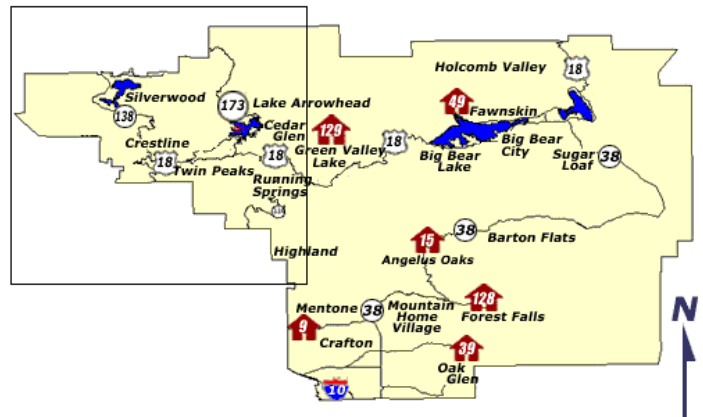 Holcomb Valley
18
Silverwood
173
Lake Arrowhead
49
Fawnskin
138
Cedar
Glen
129
Crestline
18
Green Valley
Lake
18
Big Bear
City
18
Twin Peaks
Big Bear
Lake
Sugar
Loaf
38
Running
Springs
Highland
15
38
Barton Flats
Angelus Oaks
128
Forest Falls
Mentone
38
Mountain
Home
Village
9
Crafton
39
Oak
Glen
10
N